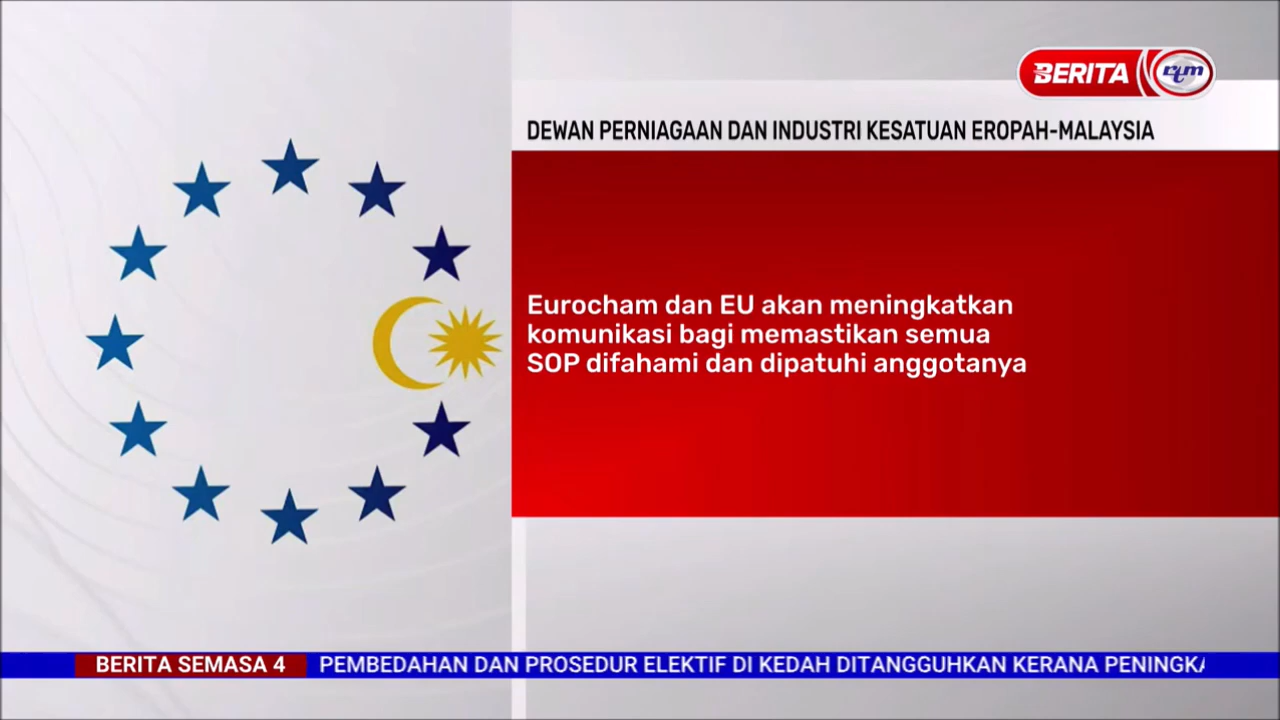 BERITA rtm
DEWAN PERNIAGAAN DAN INDUSTRI KESATUAN EROPAH-MALAYSIA
Eurocham dan EU akan meningkatkan
komunikasi bagi memastikan semua
SOP difahami dan dipatuhi anggotanya
BERITA SEMASA 4 PEMBEDAHAN DAN PROSEDUR ELEKTIF DI KEDAH DITANGGUHKAN KERANA